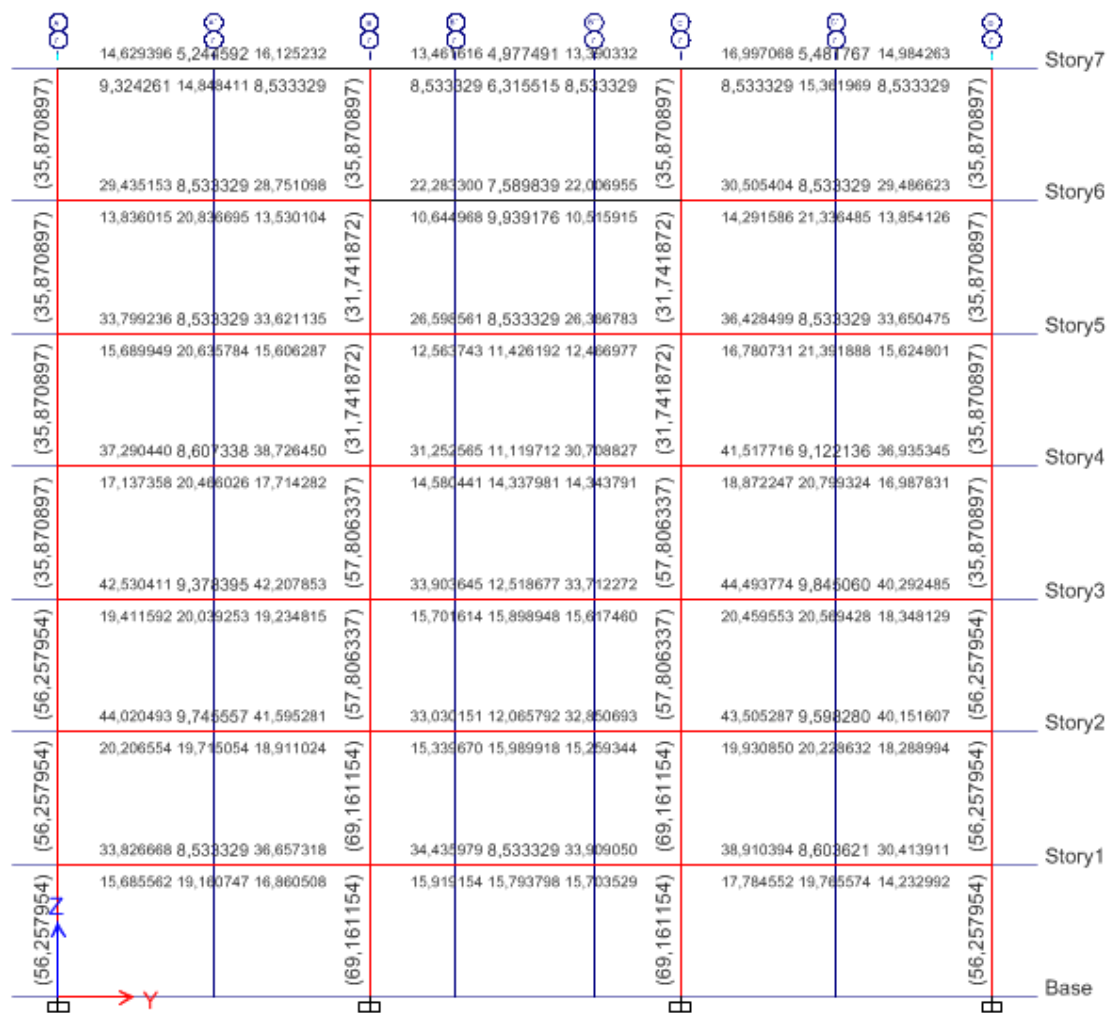 14,629396 5,244592 16,125232 13,461616 4,977491 13,390332 16,997068 5,481767 14,984263 Story7
9,324261 14,848411 8,533329 8,533329 6,315515 8,533329 8,533329 15,361969 8,533329
(35,870897) (35,870897) (35,870897) (35,870897)
29,435153 8,533329 28,751098 22,283300 7,589839 22,006955 30,505404 8,533329 29,486623 Story6
13,836015 20,836695 13,530104 10,644968 9,939176 10,515915 14,291586 21,336485 13,854126
(35,870897) (31,741872) (31,741872) (35,870897)
33,799236 8,533329 33,621135 26,598561 8,533329 26,386783 36,428499 8,533329 33,650475 Story5
15,689949 20,635784 15,606287 12,563743 11,426192 12,466977 16,780731 21,391888 15,624801
(35,870897) (31,741872) (31,741872) (35,870897)
37,290440 8,607338 38,726450 31,252565 11,119712 30,708827 41,517716 9,122136 36,935345 Story4
17,137358 20,466026 17,714282 14,580441 14,337981 14,343791 18,872247 20,799324 16,987831
(35,870897) (57,806337) (57,806337) (35,870897)
42,530411 9,378395 42,207853 33,903645 12,518677 33,712272 44,493774 9,845060 40,292485 Story3
19,411592 20,039253 19,234815 15,701614 15,898948 15,617460 20,459553 20,569428 18,348129
(56,257954) (57,806337) (57,806337) (56,257954)
44,020493 9,745557 41,595281 33,030151 12,065792 32,850693 43,505287 9,598280 40,151607 Story2
20,206554 19,715054 18,911024 15,339670 15,989918 15,259344 19,930850 20,228632 18,288994
(56,257954) (69,161154) (69,161154) (56,257954)
33,826668 8,533329 36,657318 34,435979 8,533329 33,909050 38,910394 8,603621 30,413911 Story1
15,685562 19,160747 16,860508 15,919154 15,793798 15,703529 17,784552 19,765574 14,232992
(56,257954) (69,161154) (69,161154) (56,257954)
Z
Y Base